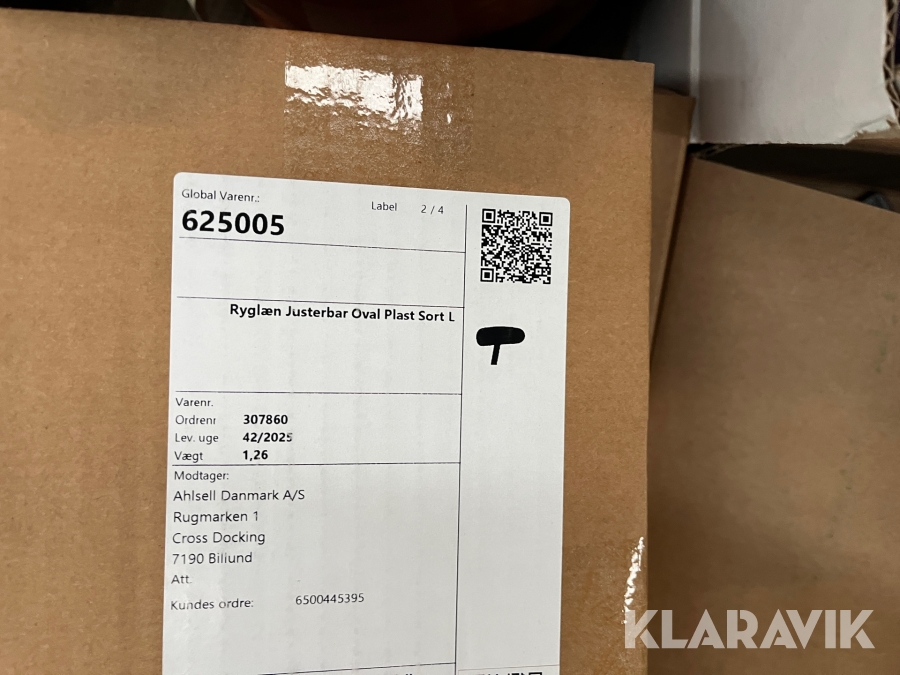 Global Varenr.:
625005
Label 2 / 4
Ryglæn Justerbar Oval Plast Sort L
Varenr.
Ordrenr 307860
Lev. uge 42/2025
Vægt 1,26
Modtager:
Ahlsell Danmark A/S
Rugmarken 1
Cross Docking
7190 Billund
Att.
Kundes ordre: 6500445395
KLARAVIK